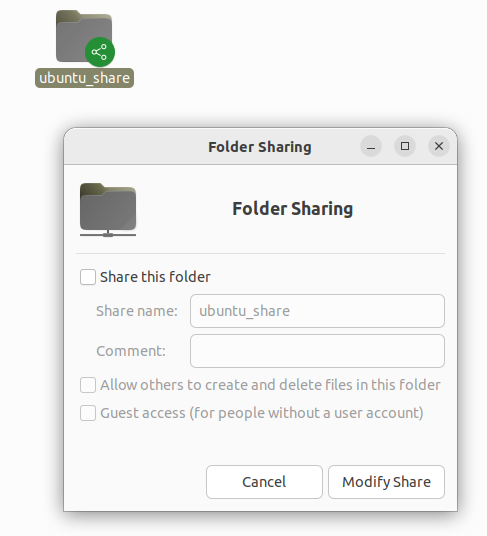 ubuntu_share
Folder Sharing
Folder Sharing
Share this folder
Share name: ubuntu_share
Comment:
Allow others to create and delete files in this folder
Guest access (for people without a user account)
Cancel Modify Share